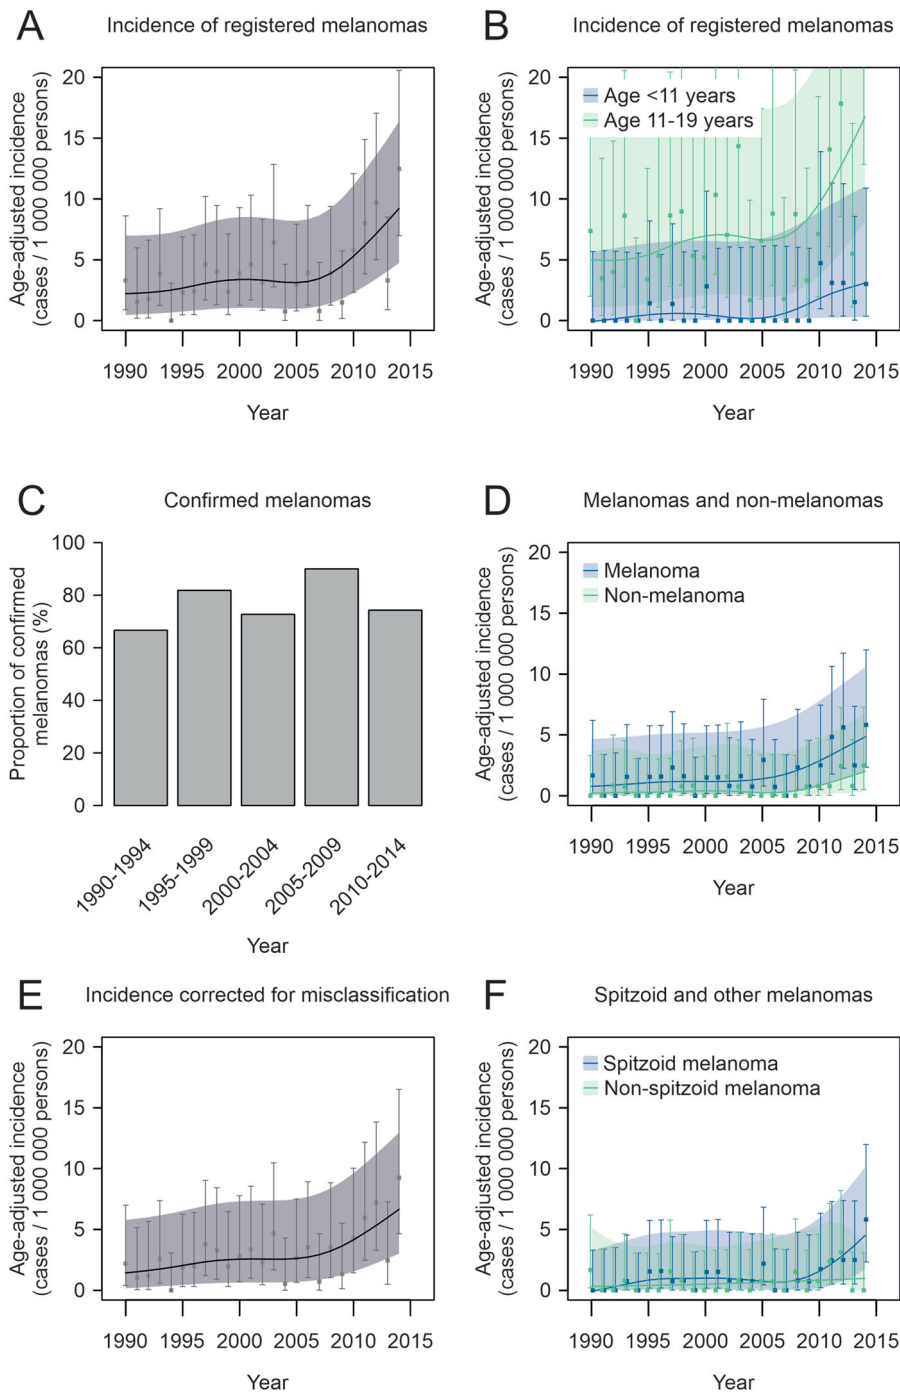 A Incidence of registered melanomas
Age-adjusted incidence
(cases / 1 000 000 persons)
20
15
10
5
0
1990 1995 2000 2005 2010 2015
Year
B Incidence of registered melanomas
Age <11 years
Age 11-19 years
Age-adjusted incidence
(cases / 1 000 000 persons)
20
15
10
5
0
1990 1995 2000 2005 2010 2015
Year
C Confirmed melanomas
Proportion of confirmed
melanomas (%)
100
80
60
40
20
0
1990-1994
1995-1999
2000-2004
2005-2009
2010-2014
Year
D Melanomas and non-melanomas
Melanoma
Non-melanoma
Age-adjusted incidence
(cases / 1 000 000 persons)
20
15
10
5
0
1990 1995 2000 2005 2010 2015
Year
E Incidence corrected for misclassification
Age-adjusted incidence
(cases / 1 000 000 persons)
20
15
10
5
0
1990 1995 2000 2005 2010 2015
Year
F Spitzoid and other melanomas
Spitzoid melanoma
Non-spitzoid melanoma
Age-adjusted incidence
(cases / 1 000 000 persons)
20
15
10
5
0
1990 1995 2000 2005 2010 2015
Year